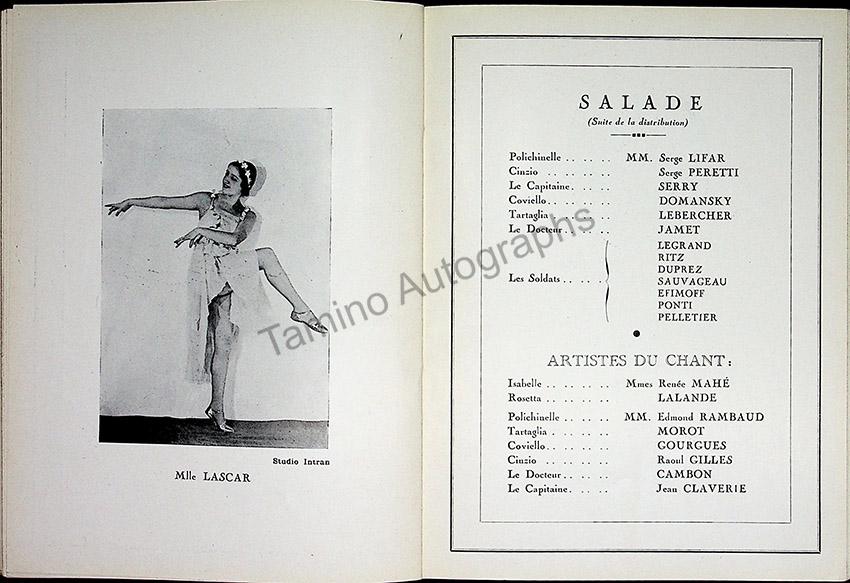 Studio Intran
Mlle LASCAR
SALADE
(Suite de la distribution)
Polichinelle . . . . . MM. Serge LIFAR
Cinzio . . . . . . Serge PERETTI
Le Capitaine. . . . SERRY
Coviello. . . . . . DOMANSKY
Tartaglia . . . . . LEBERCHER
Le Docteur. . . . . JAMET
Les Soldats . . . .
LEGRAND
RITZ
DUPREZ
SAUVAGEAU
EFIMOFF
PONTI
PELLETIER
ARTISTES DU CHANT :
Isabelle . . . . . . Mmes Renée MAHÉ
Rosetta . . . . . . LALANDE
Polichinelle . . . . . MM. Edmond RAMBAUD
Tartaglia . . . . . MOROT
Coviello. . . . . . GOURGUES
Cinzio . . . . . . Raoul GILLES
Le Docteur. . . . . CAMBON
Le Capitaine. . . . Jean CLAVERIE
Tamino Autographs